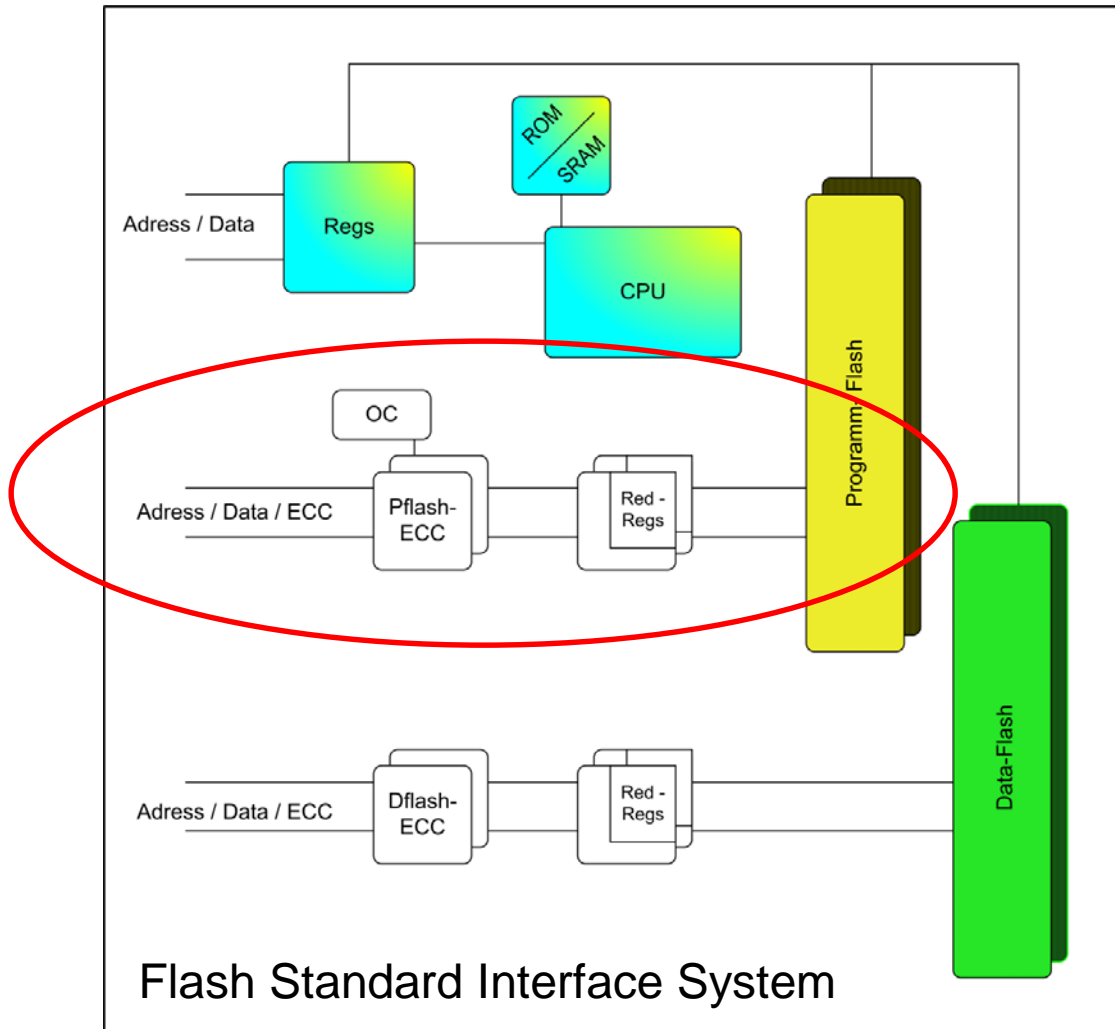 ROM
SRAM
Adress / Data
Regs
CPU
Programm- Flash
OC
Adress / Data / ECC
Pflash-
ECC
Red -
Regs
Data-Flash
Adress / Data / ECC
Dflash-
ECC
Red -
Regs
Flash Standard Interface System